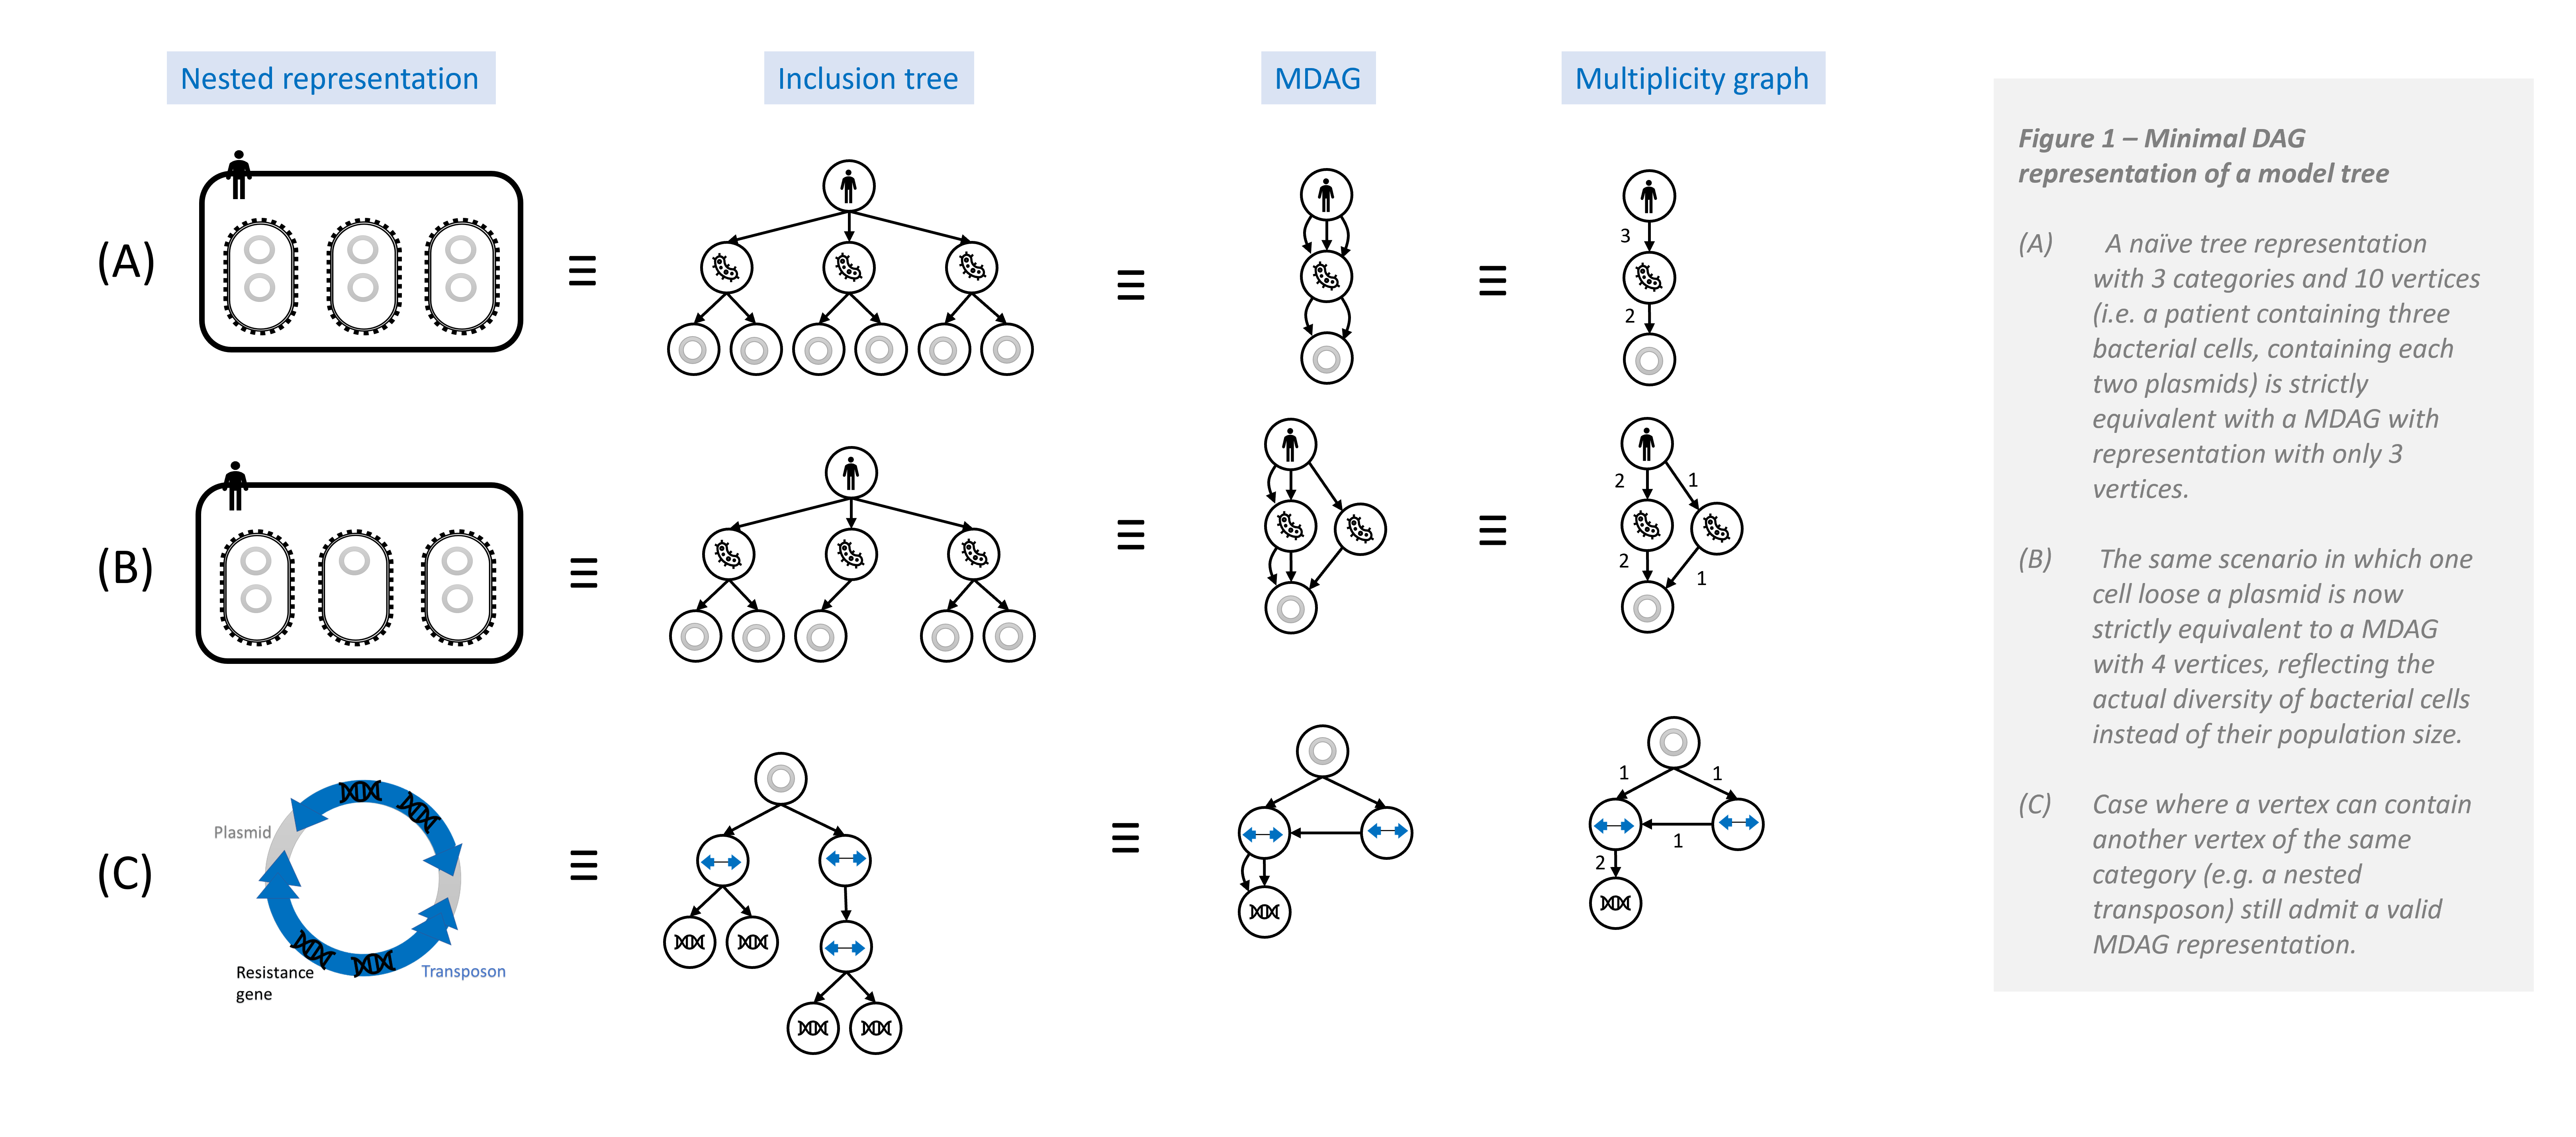 Nested representation
Inclusion tree
MDAG
Multiplicity graph
(A)
≡
≡
≡
3
2
(B)
≡
≡
≡
2
1
2
1
(C)
Plasmid
Resistance
gene
Transposon
≡
≡
1
1
1
2
Figure 1 – Minimal DAG
representation of a model tree
(A) A naïve tree representation
with 3 categories and 10 vertices
(i.e. a patient containing three
bacterial cells, containing each
two plasmids) is strictly
equivalent with a MDAG with
representation with only 3
vertices.
(B) The same scenario in which one
cell loose a plasmid is now
strictly equivalent to a MDAG
with 4 vertices, reflecting the
actual diversity of bacterial cells
instead of their population size.
(C) Case where a vertex can contain
another vertex of the same
category (e.g. a nested
transposon) still admit a valid
MDAG representation.